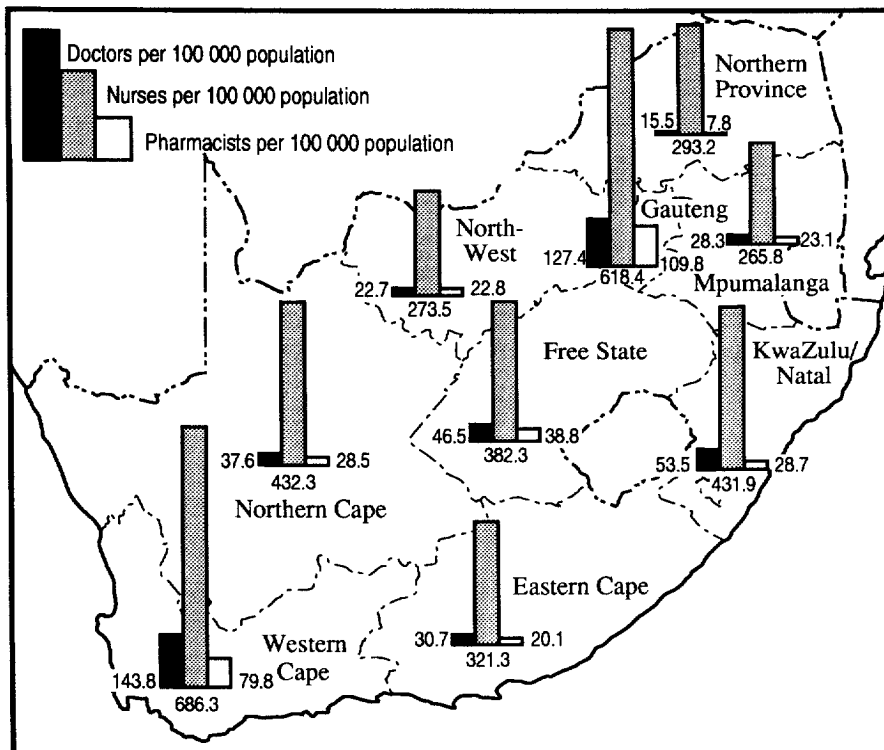 Doctors per 100 000 population
Nurses per 100 000 population
Pharmacists per 100 000 population
Northern
Province
15.5 7.8
293.2
Gauteng
127.4 109.8
618.4
28.3 23.1
265.8
Mpumalanga
North-
West
22.7 22.8
273.5
Free State
46.5 38.8
382.3
KwaZulu/
Natal
53.5 28.7
431.9
37.6 28.5
432.3
Northern Cape
Eastern Cape
30.7 20.1
321.3
Western
Cape
143.8 79.8
686.3